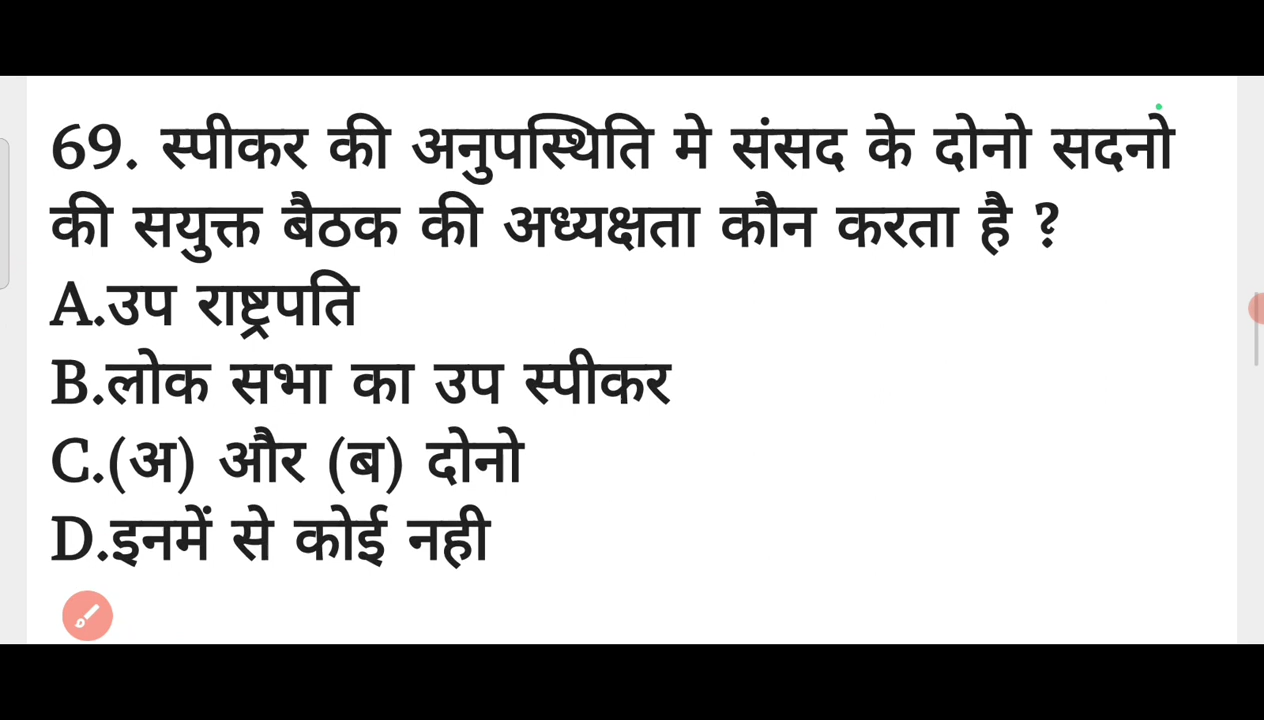 69. स्पीकर की अनुपस्थिति मे संसद के दोनो सदनो
की सयुक्त बैठक की अध्यक्षता कौन करता है ?
A.उप राष्ट्रपति
B.लोक सभा का उप स्पीकर
C.(अ) और (ब) दोनो
D.इनमें से कोई नही